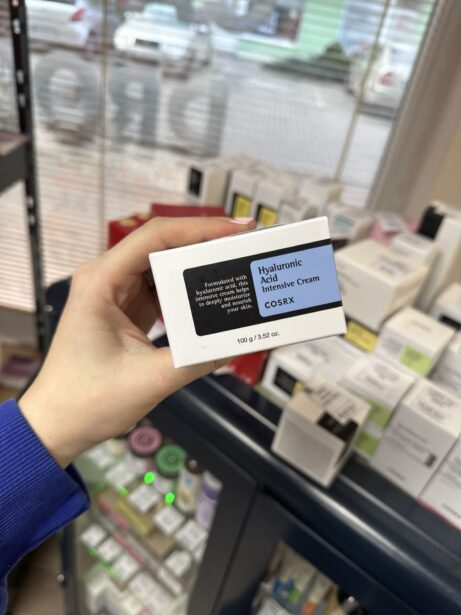 Formulated with
hyaluronic acid, this
intensive cream helps
to deeply moisturize
and nourish
your skin.
Hyaluronic
Acid
Intensive Cream
COSRX
100 g / 3.52 oz.